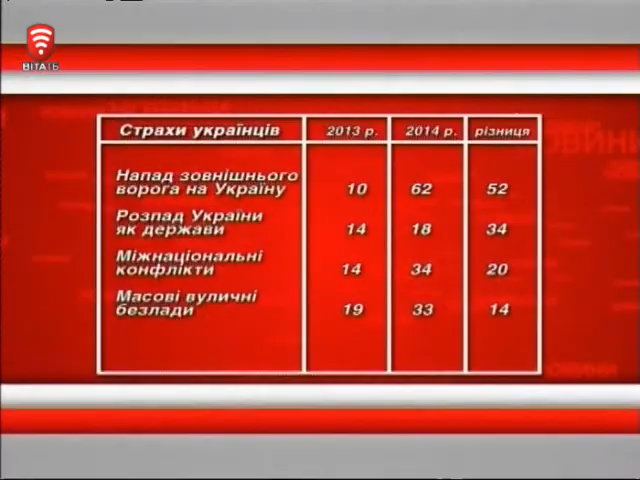 ВІТАТБ
Страхи українців 2013 р. 2014 р. різниця
Напад зовнішнього
ворога на Україну 10 62 52
Розпад України
як держави 14 18 34
Міжнаціональні
конфлікти 14 34 20
Масові вуличні
безлади 19 33 14